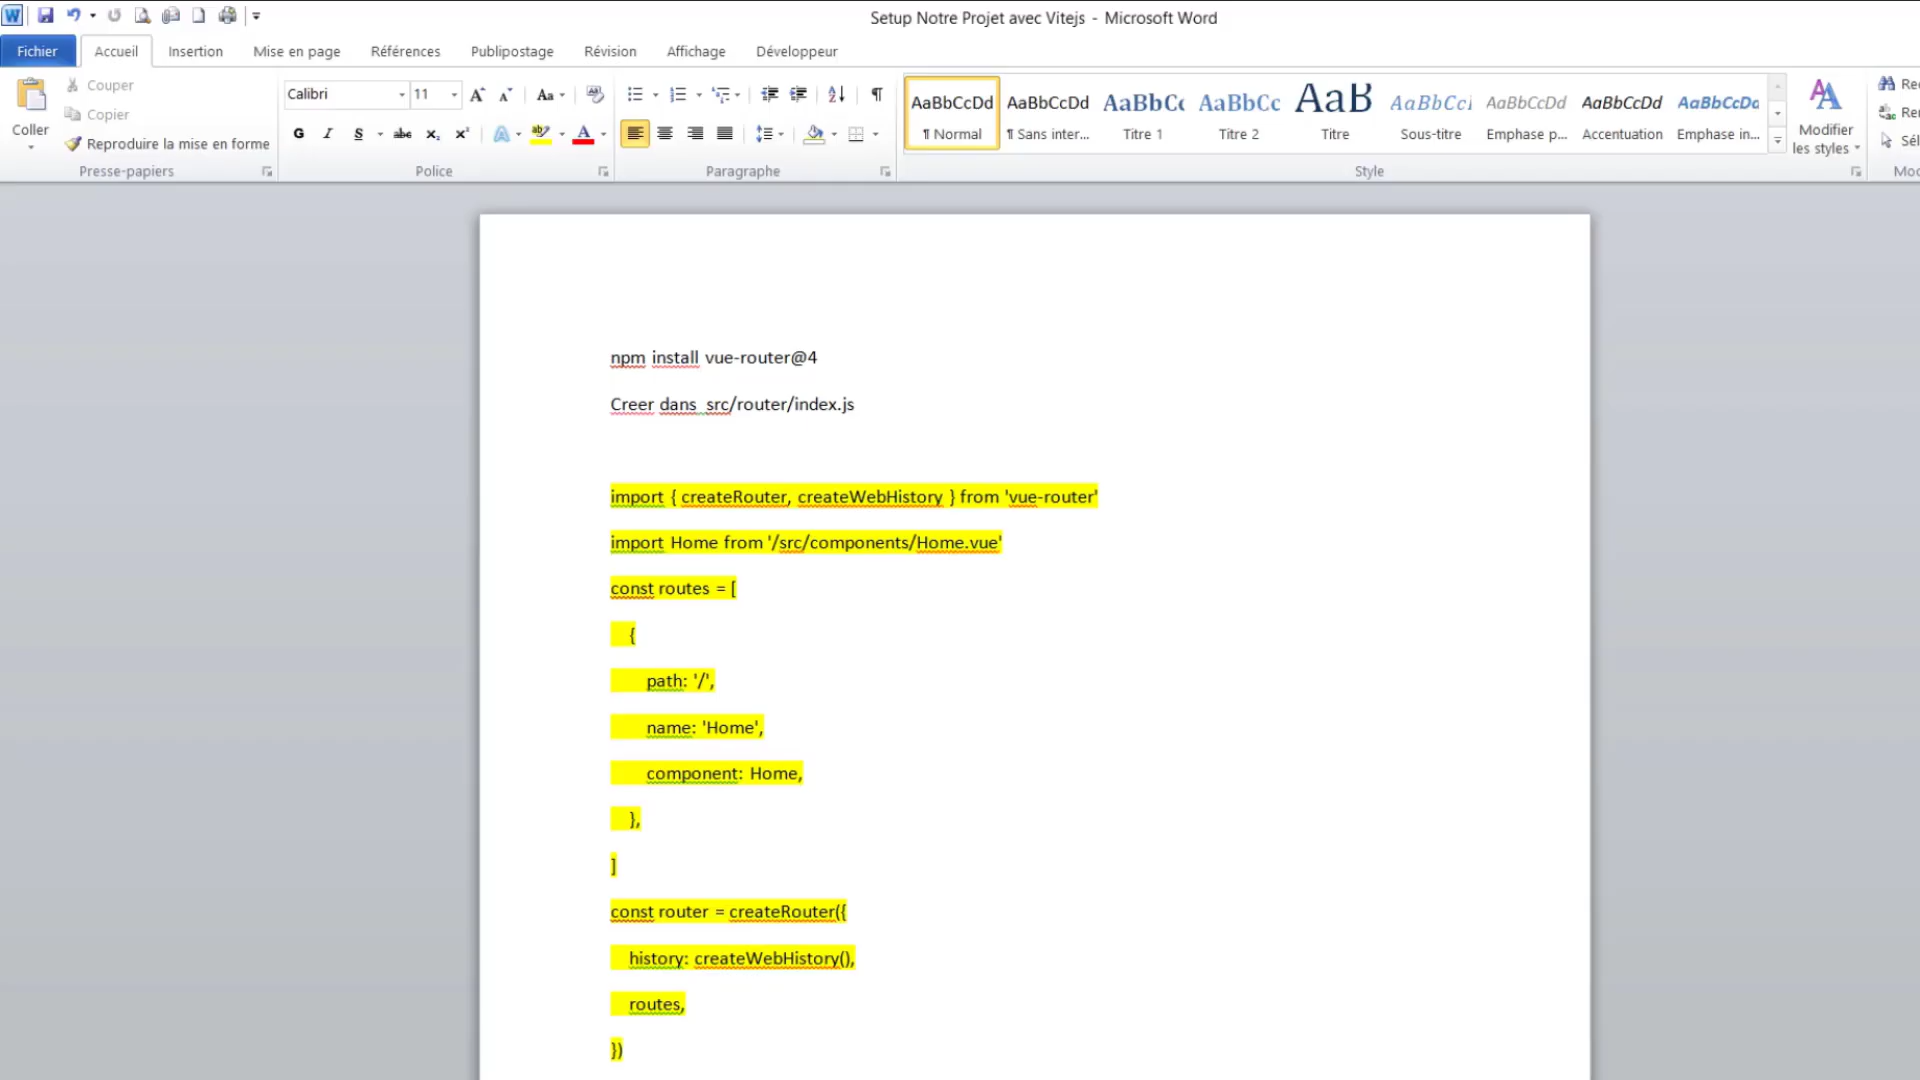 Setup Notre Projet avec Vitejs - Microsoft Word
Fichier Accueil Insertion Mise en page Références Publipostage Révision Affichage Développeur
Coller
Couper
Copier
Reproduire la mise en forme
Presse-papiers
Calibri 11
G I S abc x₂ x²
Police
Paragraphe
AaBbCcDd AaBbCcDd AaBbCc AaBbCc AaB AaBbCcI AaBbCcDd AaBbCcDd AaBbCcDd
¶ Normal ¶ Sans inter... Titre 1 Titre 2 Titre Sous-titre Emphase p... Accentuation Emphase in...
Style
Modifier
les styles
npm install vue-router@4
Creer dans src/router/index.js
import { createRouter, createWebHistory } from 'vue-router'
import Home from '/src/components/Home.vue'
const routes = [
{
path: '/',
name: 'Home',
component: Home,
},
]
const router = createRouter({
history: createWebHistory(),
routes,
})